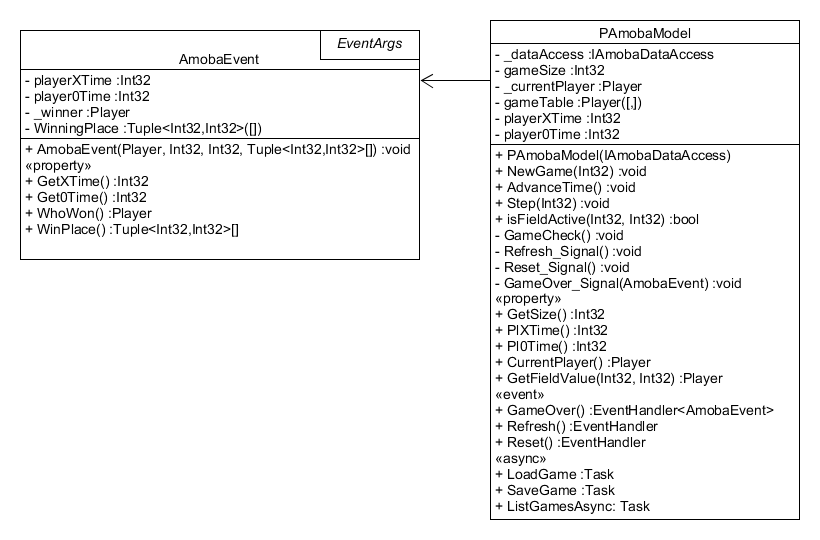 EventArgs
AmobaEvent
- playerXTime :Int32
- player0Time :Int32
- _winner :Player
- WinningPlace :Tuple<Int32,Int32>([])
+ AmobaEvent(Player, Int32, Int32, Tuple<Int32,Int32>[]) :void
«property»
+ GetXTime() :Int32
+ Get0Time() :Int32
+ WhoWon() :Player
+ WinPlace() :Tuple<Int32,Int32>[]
PAmobaModel
- _dataAccess :IAmobaDataAccess
- gameSize :Int32
- _currentPlayer :Player
- gameTable :Player([,])
- playerXTime :Int32
- player0Time :Int32
+ PAmobaModel(IAmobaDataAccess)
+ NewGame(Int32) :void
+ AdvanceTime() :void
+ Step(Int32) :void
+ isFieldActive(Int32, Int32) :bool
- GameCheck() :void
- Refresh_Signal() :void
- Reset_Signal() :void
- GameOver_Signal(AmobaEvent) :void
«property»
+ GetSize() :Int32
+ PlXTime() :Int32
+ Pl0Time() :Int32
+ CurrentPlayer() :Player
+ GetFieldValue(Int32, Int32) :Player
«event»
+ GameOver() :EventHandler<AmobaEvent>
+ Refresh() :EventHandler
+ Reset() :EventHandler
«async»
+ LoadGame :Task
+ SaveGame :Task
+ ListGamesAsync: Task